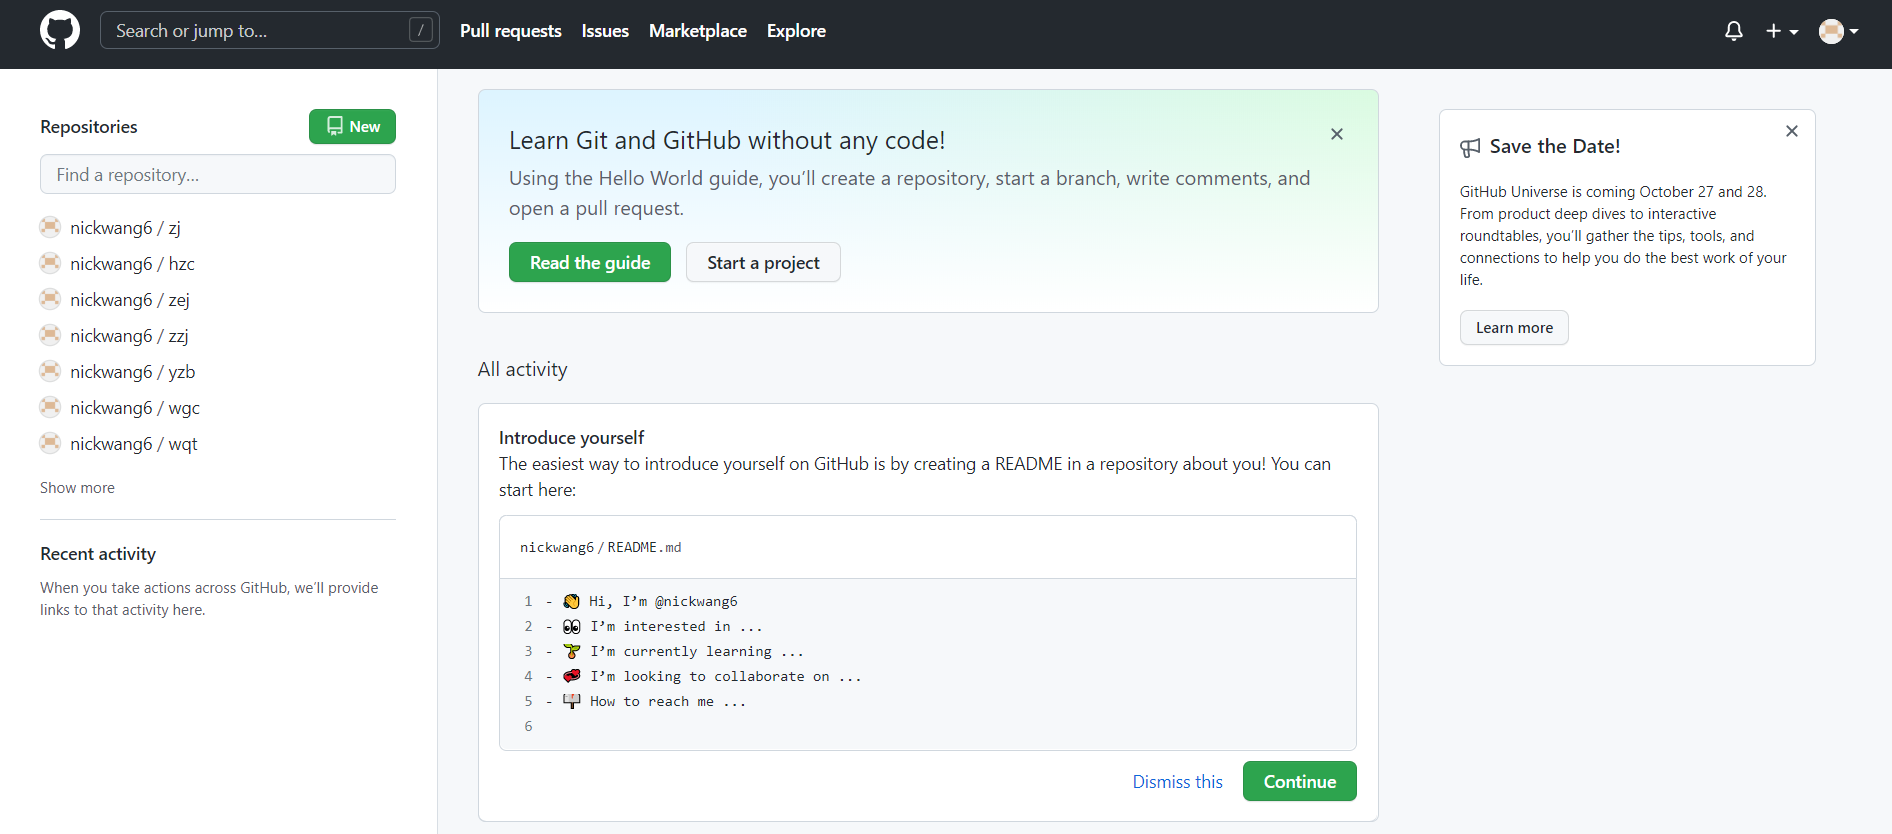 Search or jump to...
/
Pull requests
Issues
Marketplace
Explore
Repositories
New
Find a repository...
nickwang6 / zj
nickwang6 / hzc
nickwang6 / zej
nickwang6 / zzj
nickwang6 / yzb
nickwang6 / wgc
nickwang6 / wqt
Show more
Recent activity
When you take actions across GitHub, we’ll provide
links to that activity here.
Learn Git and GitHub without any code!
Using the Hello World guide, you’ll create a repository, start a branch, write comments, and
open a pull request.
Read the guide
Start a project
All activity
Introduce yourself
The easiest way to introduce yourself on GitHub is by creating a README in a repository about you! You can
start here:
nickwang6/README.md
1 - 👋 Hi, I’m @nickwang6
2 - 👀 I’m interested in ...
3 - 🌱 I’m currently learning ...
4 - 💞️ I’m looking to collaborate on ...
5 - 📫 How to reach me ...
6
Dismiss this
Continue
Save the Date!
GitHub Universe is coming October 27 and 28.
From product deep dives to interactive
roundtables, you’ll gather the tips, tools, and
connections to help you do the best work of your
life.
Learn more